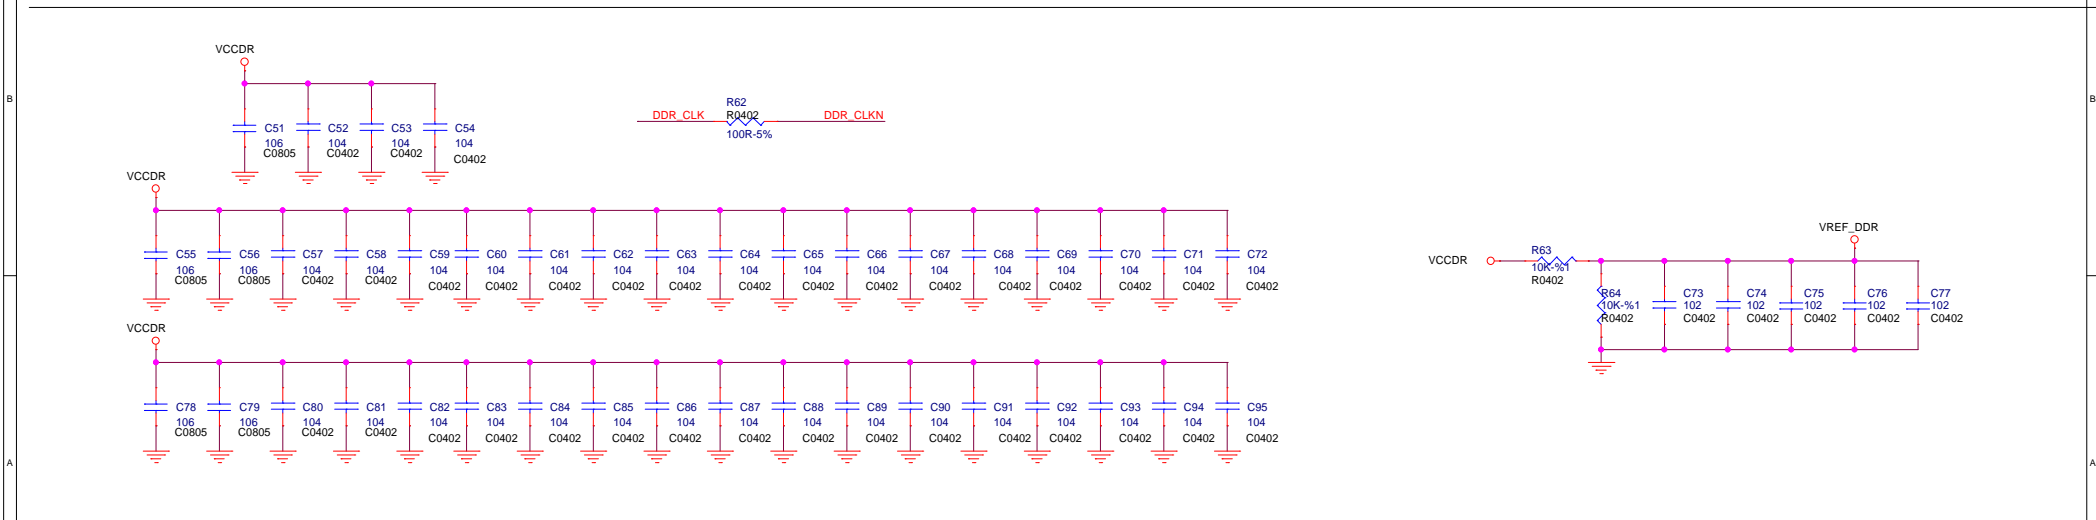 VCCDR
C51 C52 C53 C54
106 104 104 104
C0805 C0402 C0402 C0402
R62
R0402
DDR_CLK DDR_CLKN
100R-5%
B B
VCCDR
C55 C56 C57 C58 C59 C60 C61 C62 C63 C64 C65 C66 C67 C68 C69 C70 C71 C72
106 106 104 104 104 104 104 104 104 104 104 104 104 104 104 104 104 104
C0805 C0805 C0402 C0402 C0402 C0402 C0402 C0402 C0402 C0402 C0402 C0402 C0402 C0402 C0402 C0402 C0402 C0402
VREF_DDR
VCCDR
R63
10K-%1
R0402
R64
10K-%1
R0402
C73 C74 C75 C76 C77
102 102 102 102 102
C0402 C0402 C0402 C0402 C0402
VCCDR
C78 C79 C80 C81 C82 C83 C84 C85 C86 C87 C88 C89 C90 C91 C92 C93 C94 C95
106 106 104 104 104 104 104 104 104 104 104 104 104 104 104 104 104 104
C0805 C0805 C0402 C0402 C0402 C0402 C0402 C0402 C0402 C0402 C0402 C0402 C0402 C0402 C0402 C0402 C0402 C0402
A A